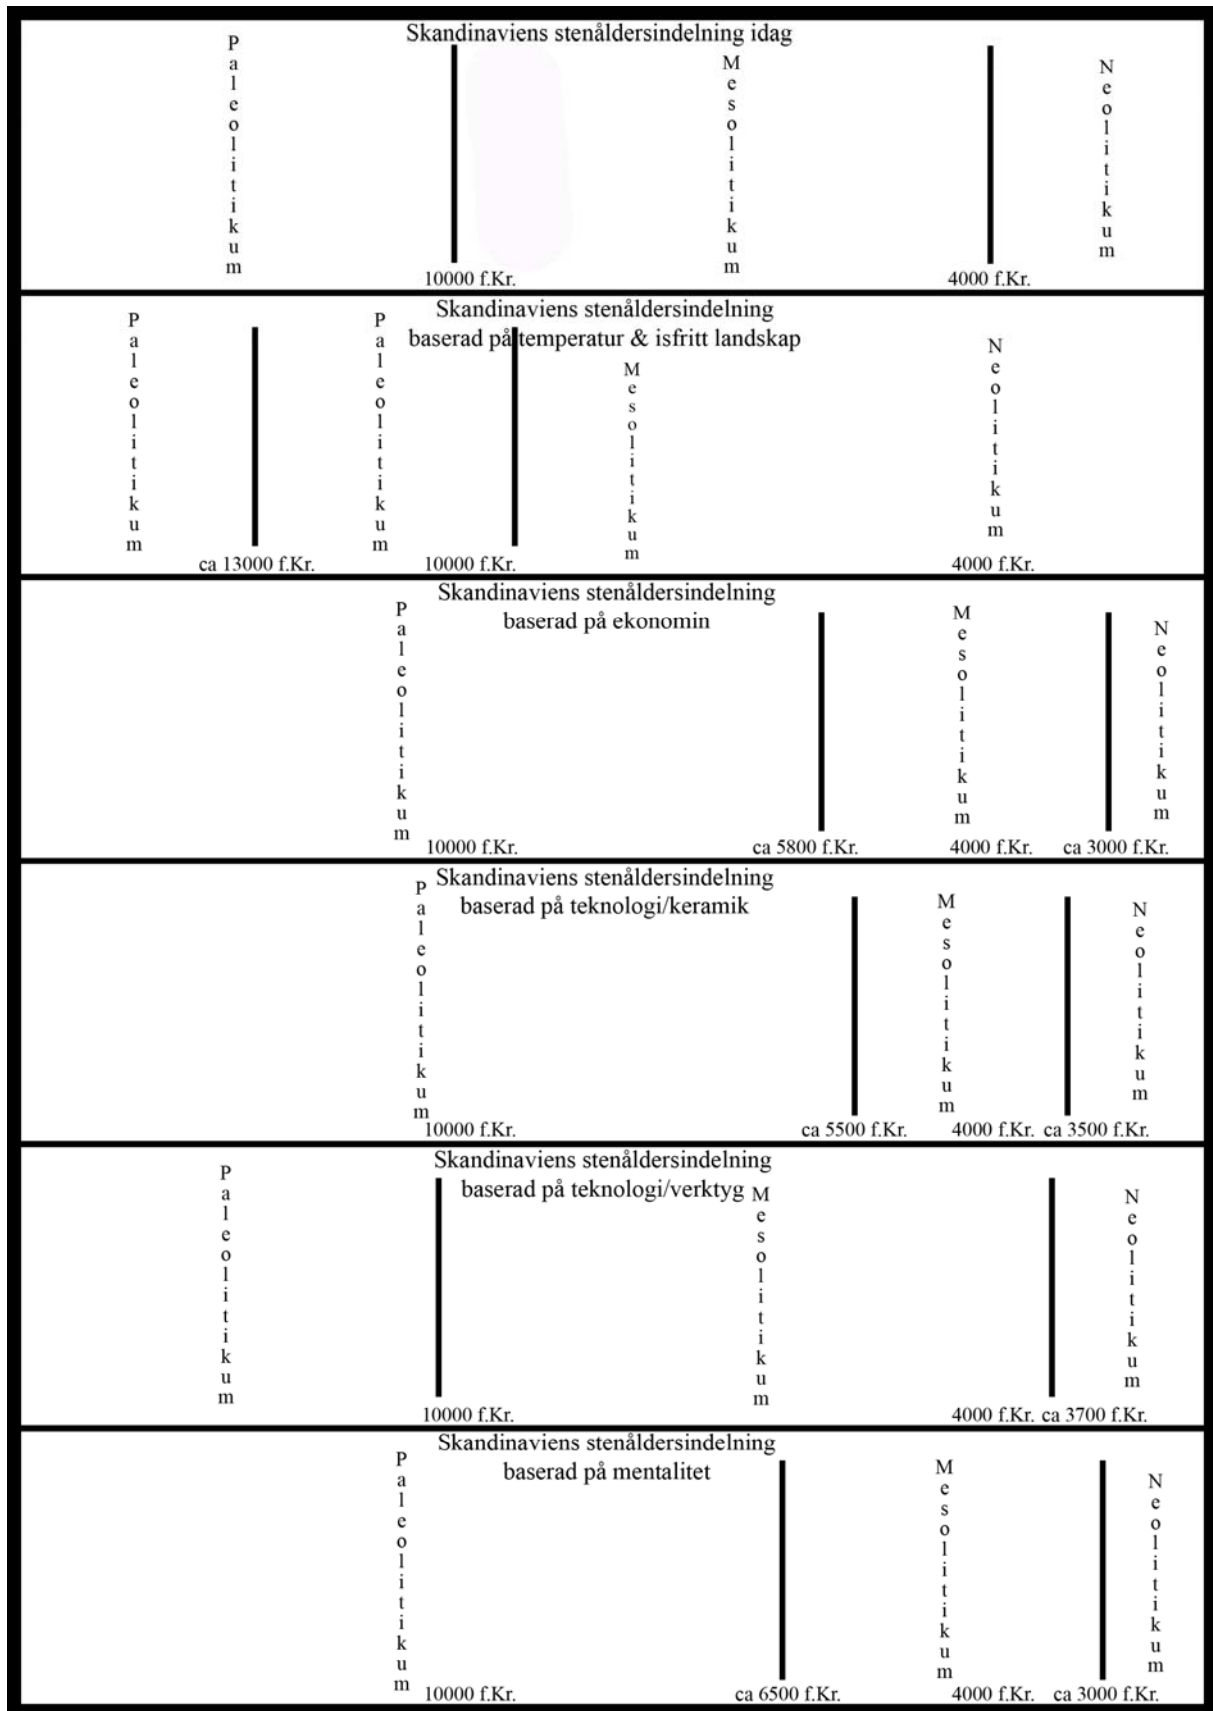 Skandinaviens stenåldersindelning idag
Paleolitikum
Mesolitikum
Neolitikum
10000 f.Kr.
4000 f.Kr.
Skandinaviens stenåldersindelning
baserad på temperatur & isfritt landskap
Paleolitikum
Paleolitikum
Mesolitikum
Neolitikum
ca 13000 f.Kr.
10000 f.Kr.
4000 f.Kr.
Skandinaviens stenåldersindelning
baserad på ekonomin
Paleolitikum
Mesolitikum
Neolitikum
10000 f.Kr.
ca 5800 f.Kr.
4000 f.Kr.
ca 3000 f.Kr.
Skandinaviens stenåldersindelning
baserad på teknologi/keramik
Paleolitikum
Mesolitikum
Neolitikum
10000 f.Kr.
ca 5500 f.Kr.
4000 f.Kr.
ca 3500 f.Kr.
Skandinaviens stenåldersindelning
baserad på teknologi/verktyg
Paleolitikum
Mesolitikum
Neolitikum
10000 f.Kr.
4000 f.Kr.
ca 3700 f.Kr.
Skandinaviens stenåldersindelning
baserad på mentalitet
Paleolitikum
Mesolitikum
Neolitikum
10000 f.Kr.
ca 6500 f.Kr.
4000 f.Kr.
ca 3000 f.Kr.